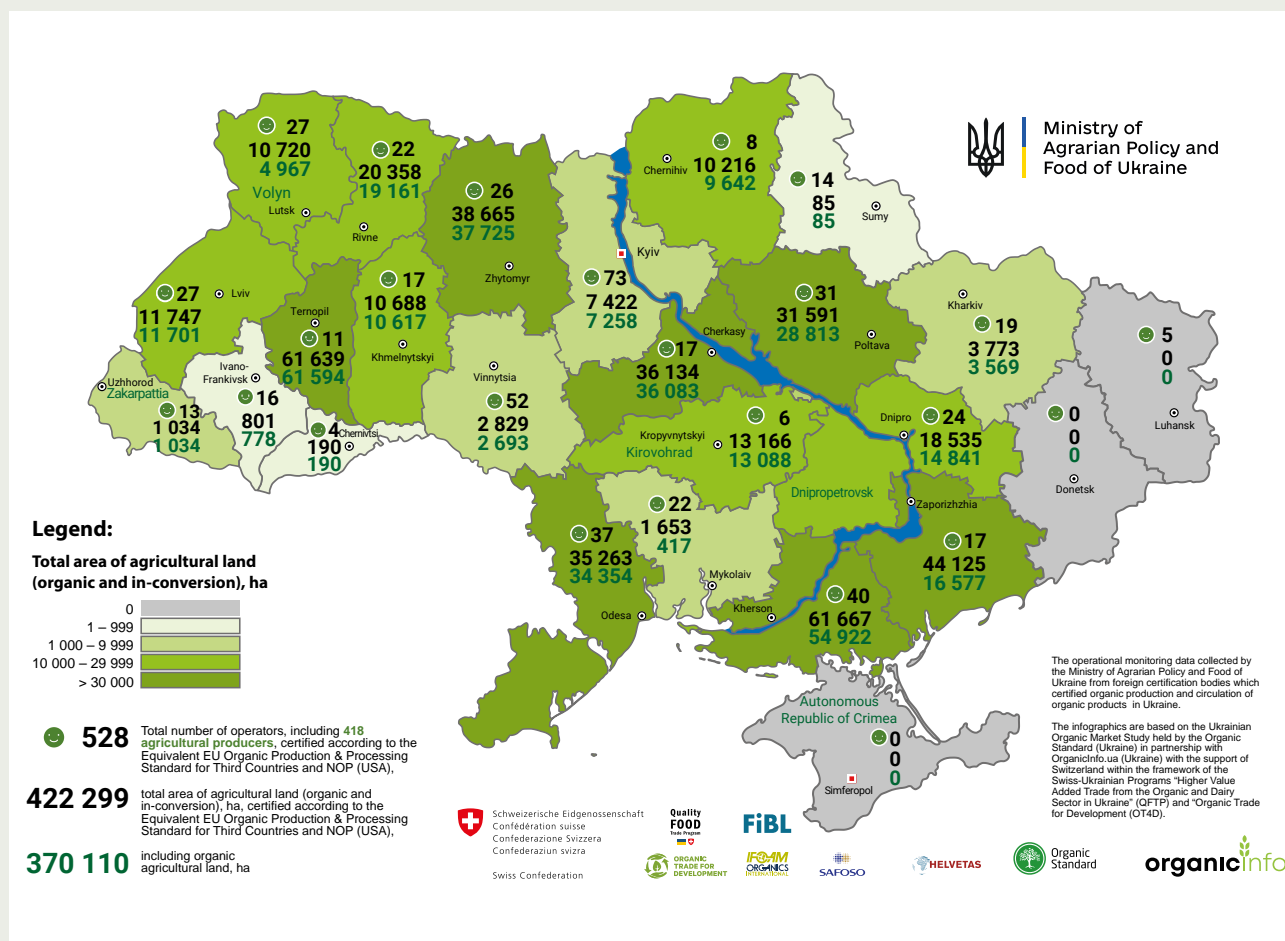 Ministry of
Agrarian Policy and
Food of Ukraine
27
10 720
4 967
Volyn
Lutsk
22
20 358
19 161
Rivne
26
38 665
37 725
Zhytomyr
Kyiv
73
7 422
7 258
8
Chernihiv
10 216
9 642
14
85
85
Sumy
27
Lviv
11 747
11 701
Ternopil
11
61 639
61 594
17
10 688
10 617
Khmelnytskyi
Cherkasy
17
36 134
36 083
31
31 591
28 813
Poltava
Kharkiv
19
3 773
3 569
5
0
0
Luhansk
Uzhhorod
Zakarpattia
13
1 034
1 034
Ivano-
Frankivsk
16
801
778
4
Chernivtsi
190
190
Vinnytsia
52
2 829
2 693
6
Kropyvnytskyi
13 166
Kirovohrad
13 088
Dnipro
24
18 535
14 841
Dnipropetrovsk
0
0
0
Donetsk
37
35 263
34 354
Odesa
22
1 653
417
Mykolaiv
Zaporizhzhia
17
44 125
16 577
Kherson
40
61 667
54 922
Autonomous
Republic of Crimea
0
0
0
Simferopol
Legend:
Total area of agricultural land
(organic and in-conversion), ha
0
1 – 999
1 000 – 9 999
10 000 – 29 999
> 30 000
528
Total number of operators, including 418
agricultural producers, certified according to the
Equivalent EU Organic Production & Processing
Standard for Third Countries and NOP (USA),
422 299
total area of agricultural land (organic and
in-conversion), ha, certified according to the
Equivalent EU Organic Production & Processing
Standard for Third Countries and NOP (USA),
370 110
including organic
agricultural land, ha
The operational monitoring data collected by
the Ministry of Agrarian Policy and Food of
Ukraine from foreign certification bodies which
certified organic production and circulation of
organic products in Ukraine.
The infographics are based on the Ukrainian
Organic Market Study held by the Organic
Standard (Ukraine) in partnership with
OrganicInfo.ua (Ukraine) with the support of
Switzerland within the framework of the
Swiss-Ukrainian Programs “Higher Value
Added Trade from the Organic and Dairy
Sector in Ukraine” (QFTP) and “Organic Trade
for Development (OT4D).
Schweizerische Eidgenossenschaft
Confédération suisse
Confederazione Svizzera
Confederaziun svizra
Swiss Confederation
Quality
FOOD
Trade Program
FiBL
ORGANIC
TRADE FOR
DEVELOPMENT
IFOAM
ORGANICS
INTERNATIONAL
SAFOSO
HELVETAS
Organic
Standard
organicinfo